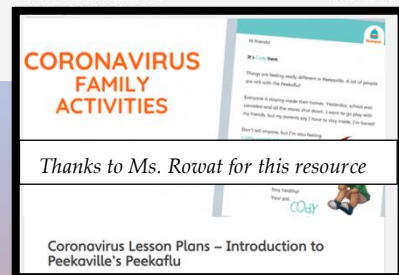 CORONAVIRUS
FAMILY
ACTIVITIES
Hi friends!
It's Cody here.
Things are feeling really different in Peekaville. A lot of people
are sick with the Peekaflu!
Everyone is staying inside their homes. Yesterday, school was
canceled and all the stores shut down. I want to go play with
my friends, but my parents say I have to stay inside. I'm bored!
Don't tell anyone, but I'm also feeling
Thanks to Ms. Rowat for this resource
Stay healthy!
Your pal,
CODY
Coronavirus Lesson Plans – Introduction to
Peekaville's Peekaflu